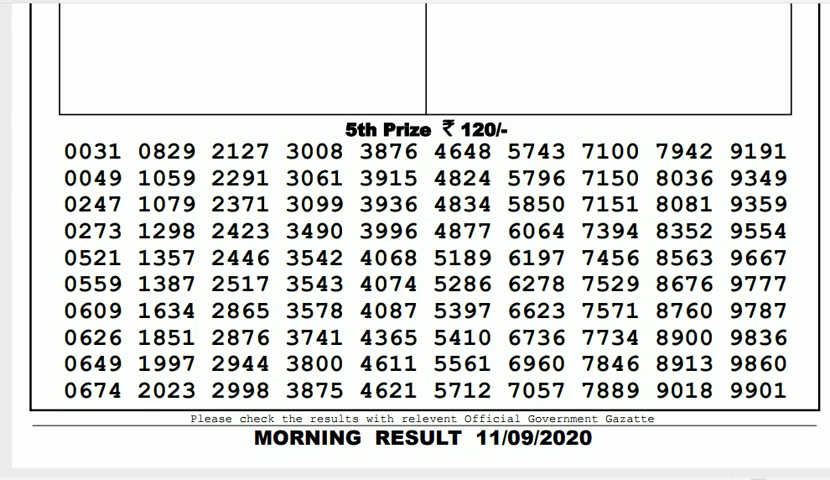 5th Prize ₹ 120/-
0031 0829 2127 3008 3876 4648 5743 7100 7942 9191
0049 1059 2291 3061 3915 4824 5796 7150 8036 9349
0247 1079 2371 3099 3936 4834 5850 7151 8081 9359
0273 1298 2423 3490 3996 4877 6064 7394 8352 9554
0521 1357 2446 3542 4068 5189 6197 7456 8563 9667
0559 1387 2517 3543 4074 5286 6278 7529 8676 9777
0609 1634 2865 3578 4087 5397 6623 7571 8760 9787
0626 1851 2876 3741 4365 5410 6736 7734 8900 9836
0649 1997 2944 3800 4611 5561 6960 7846 8913 9860
0674 2023 2998 3875 4621 5712 7057 7889 9018 9901
Please check the results with relevent Official Government Gazatte
MORNING RESULT 11/09/2020